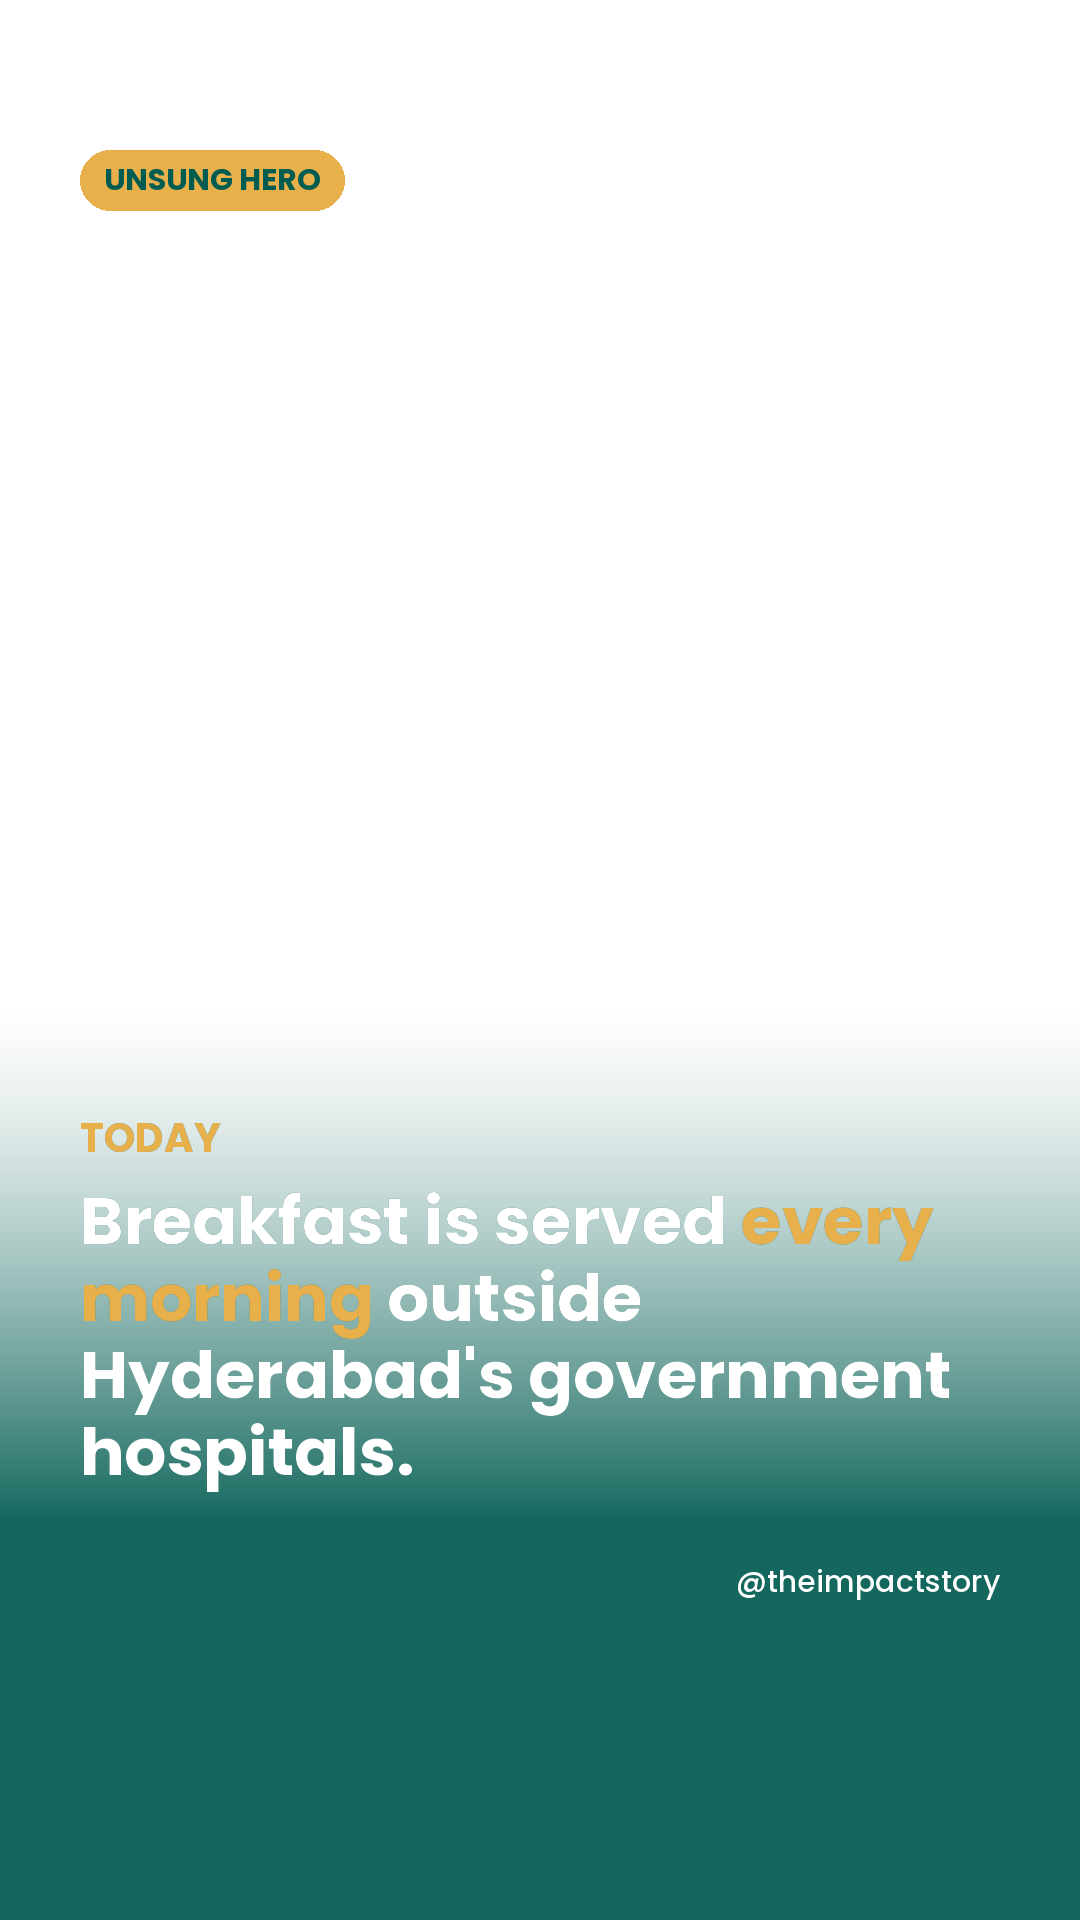 UNSUNG HERO
TODAY
Breakfast is served every
morning outside
Hyderabad's government
hospitals.
@theimpactstory